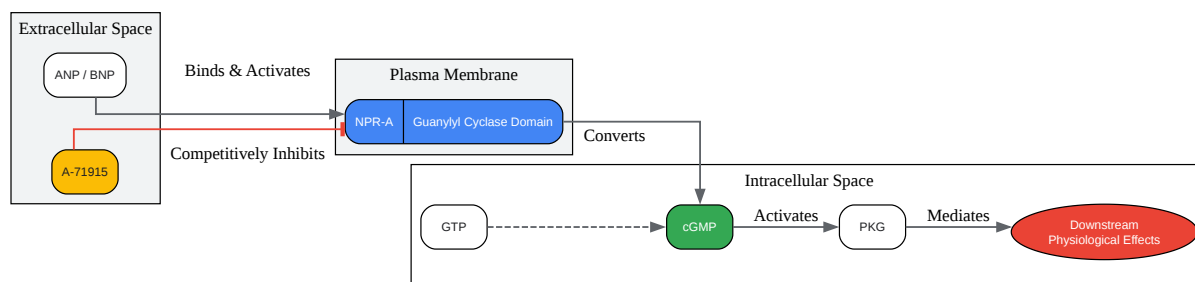 Extracellular Space
ANP / BNP
Binds & Activates
Plasma Membrane
NPR-A
Guanylyl Cyclase Domain
Converts
Competitively Inhibits
A-71915
Intracellular Space
GTP
cGMP
Activates
PKG
Mediates
Downstream
Physiological Effects